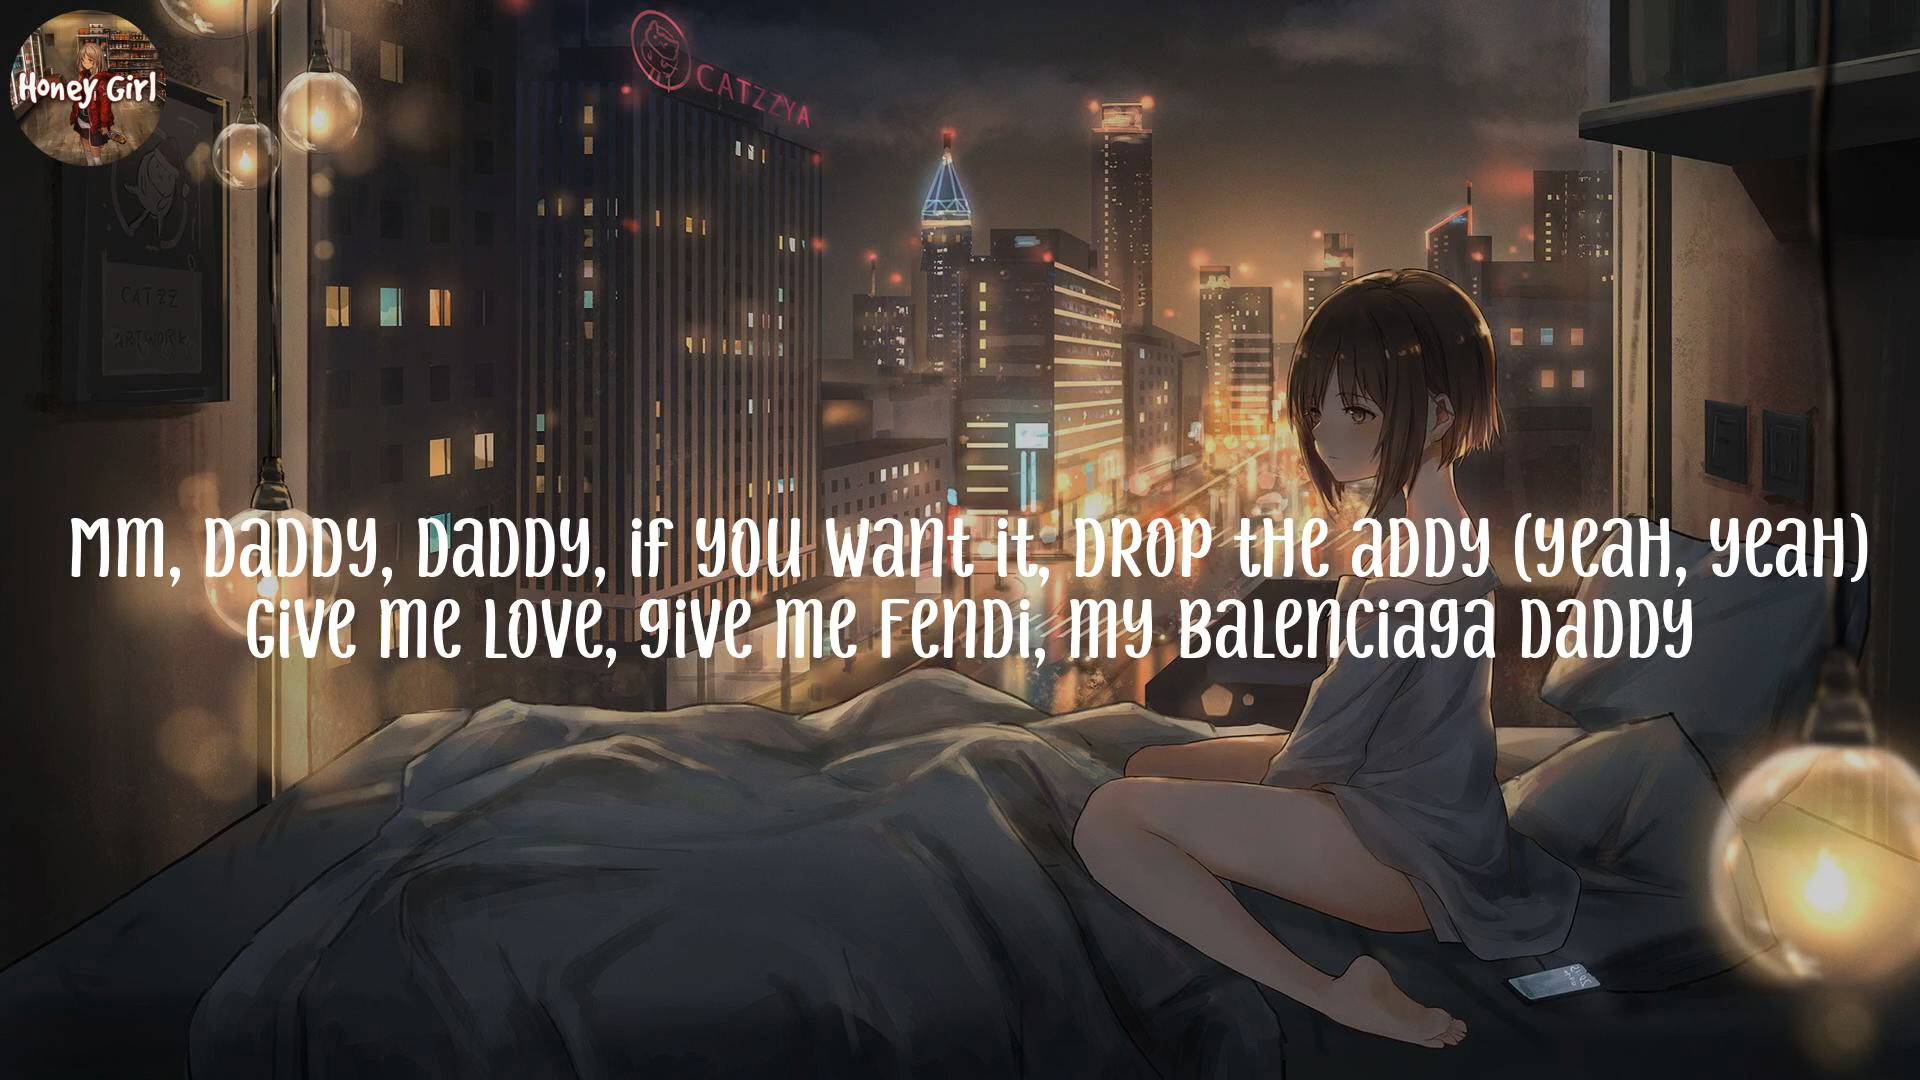 Honey Girl
CATZZYA
CATZZ
ARTWORK
Mm, daddy, daddy, if you want it, drop the addy (yeah, yeah)
Give me love, give me Fendi, my Balenciaga daddy